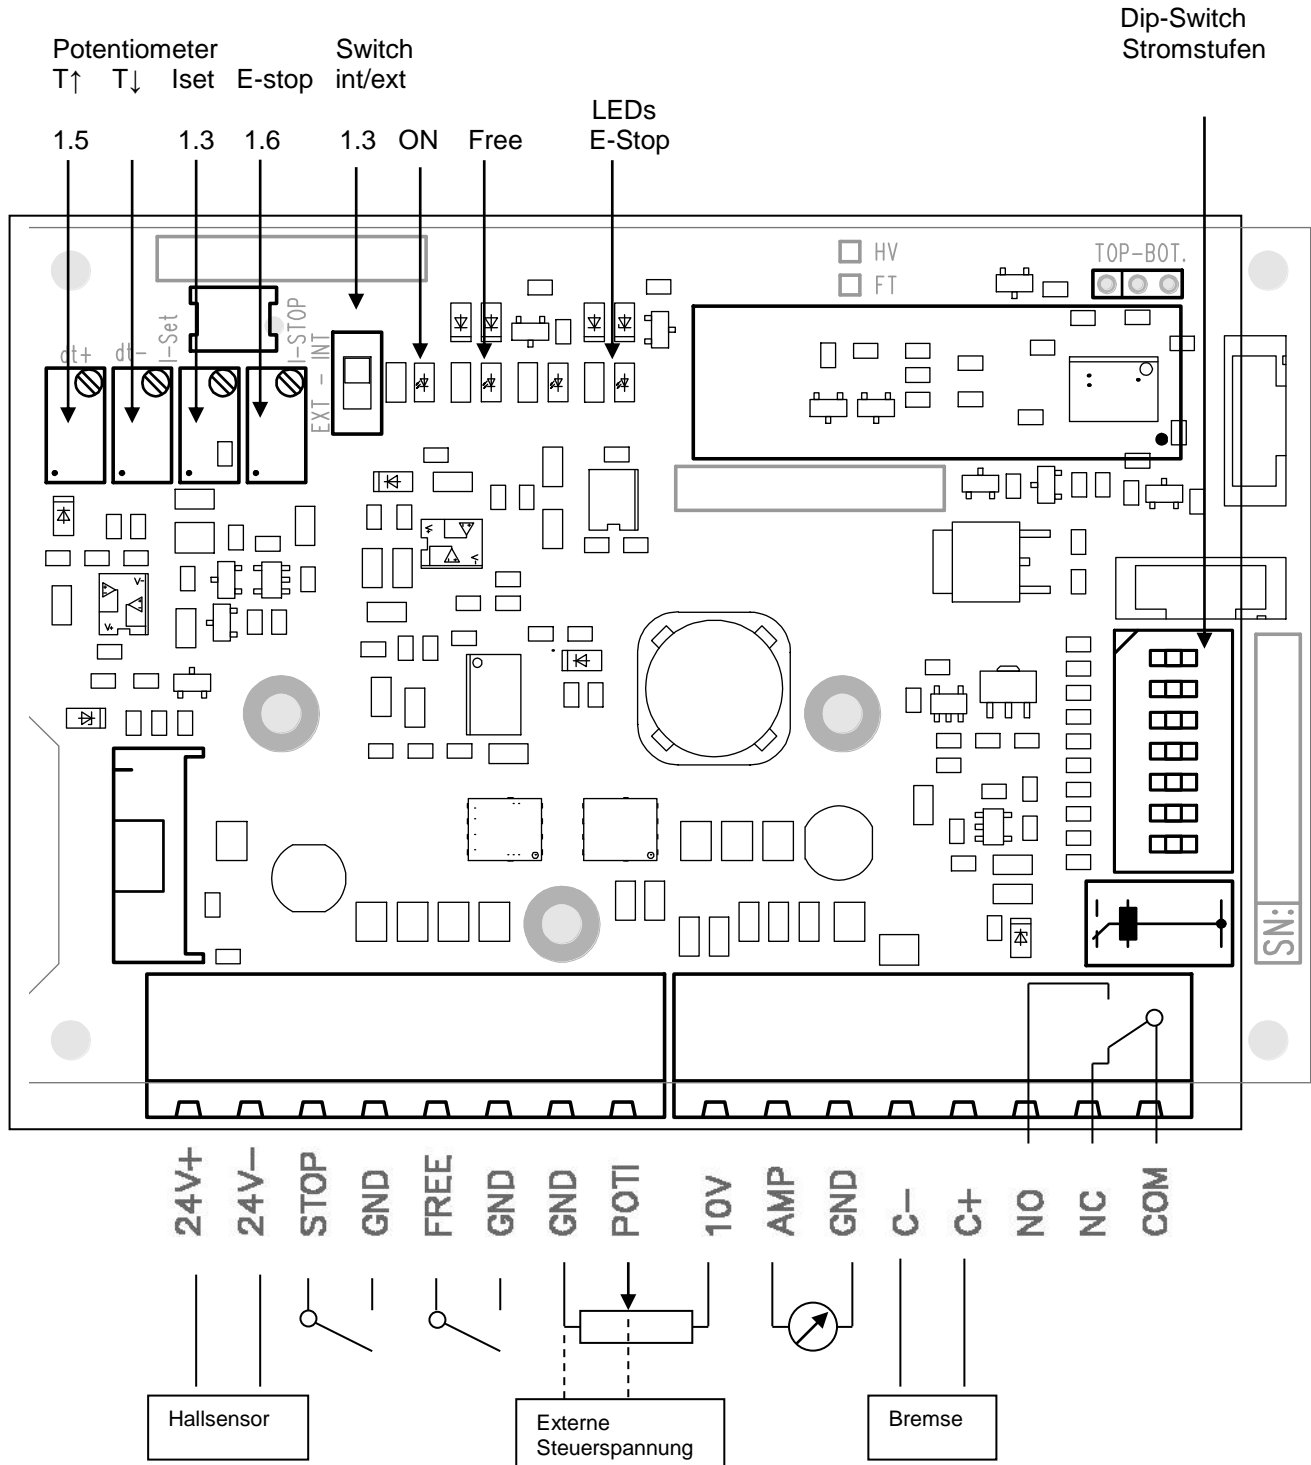 Dip-Switch
Stromstufen
Potentiometer
Switch
T↑ T↓ Iset E-stop int/ext
LEDs
1.5 1.3 1.6 1.3 ON Free E-Stop
HV
FT
TOP-BOT.
dt+
dt-
I-Set
I-STOP
EXT - INT
V-
V+
SN:
24V+
24V-
STOP
GND
FREE
GND
GND
POTI
10V
AMP
GND
C-
C+
NO
NC
COM
Hallsensor
Externe
Steuerspannung
Bremse